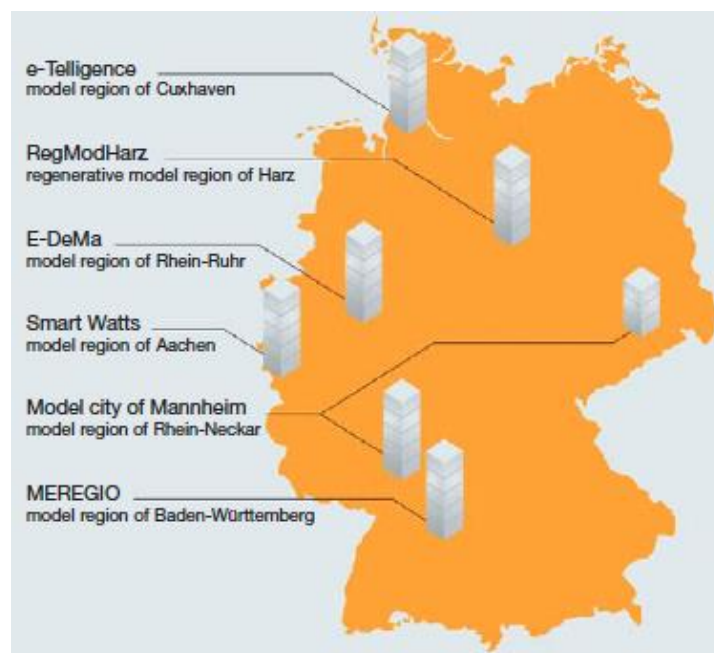 e-Telligence
model region of Cuxhaven
RegModHarz
regenerative model region of Harz
E-DeMa
model region of Rhein-Ruhr
Smart Watts
model region of Aachen
Model city of Mannheim
model region of Rhein-Neckar
MEREGIO
model region of Baden-Württemberg